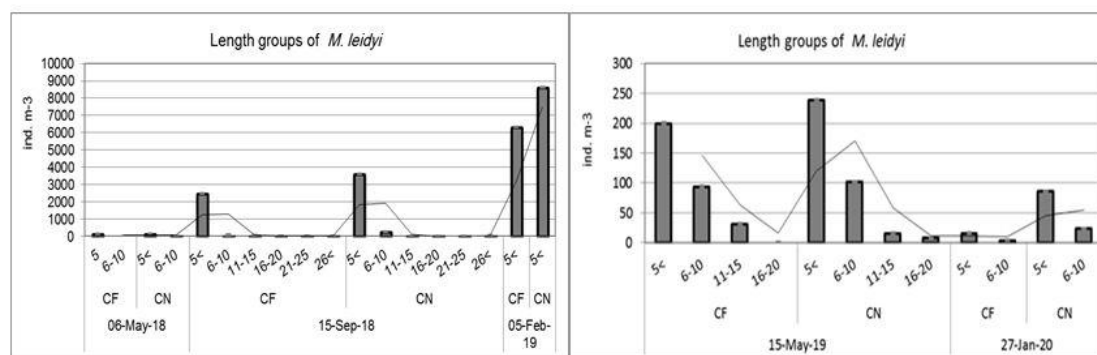 Length groups of M. leidyi
10000
9000
8000
7000
6000
5000
4000
3000
2000
1000
0
ind. m-3
5 6-10 5< 6-10 5< 6-10 11-15 16-20 21-25 26< 5< 6-10 11-15 16-20 21-25 26< 5< 5<
CF CN CF CN CF CN
06-May-18 15-Sep-18 05-Feb-
19
Length groups of M. leidyi
300
250
200
150
100
50
0
ind. m-3
5< 6-10 11-15 16-20 5< 6-10 11-15 16-20 5< 6-10 5< 6-10
CF CN CF CN
15-May-19 27-Jan-20